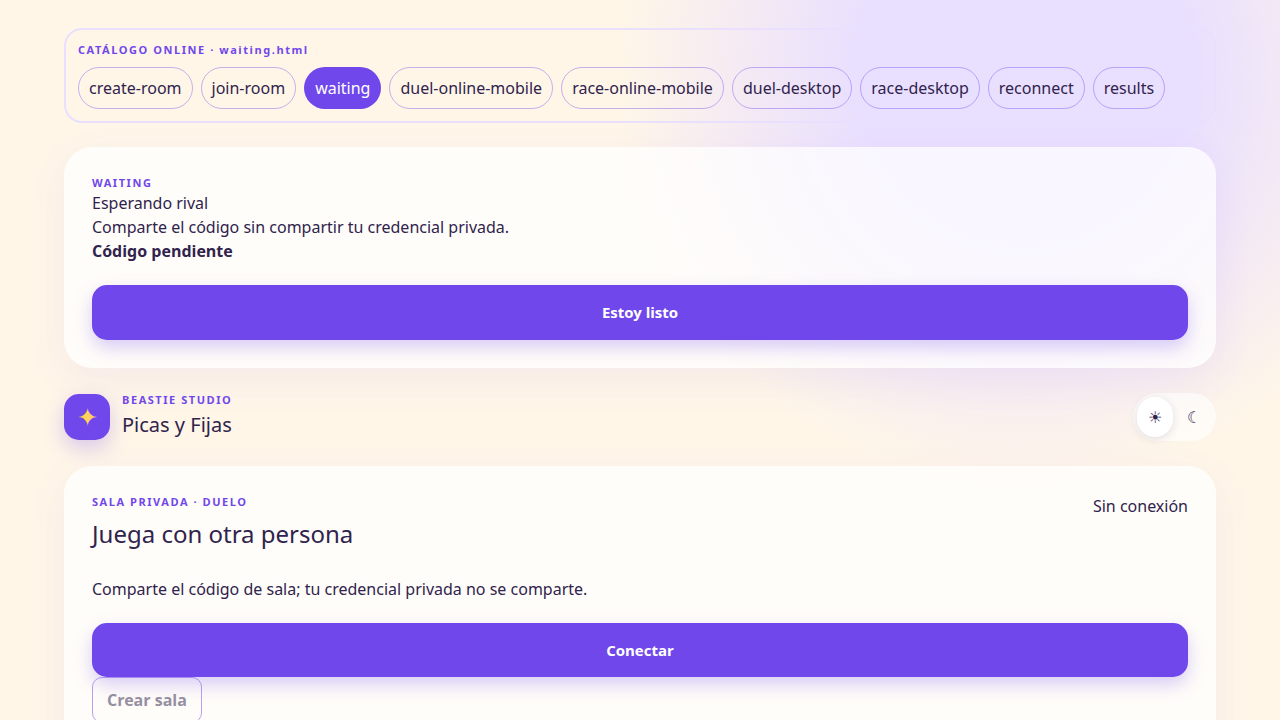 CATÁLOGO ONLINE · waiting.html
create-room join-room waiting duel-online-mobile race-online-mobile duel-desktop race-desktop reconnect results
WAITING
Esperando rival
Comparte el código sin compartir tu credencial privada.
Código pendiente
Estoy listo
BEASTIE STUDIO
Picas y Fijas
SALA PRIVADA · DUELO
Sin conexión
Juega con otra persona
Comparte el código de sala; tu credencial privada no se comparte.
Conectar
Crear sala